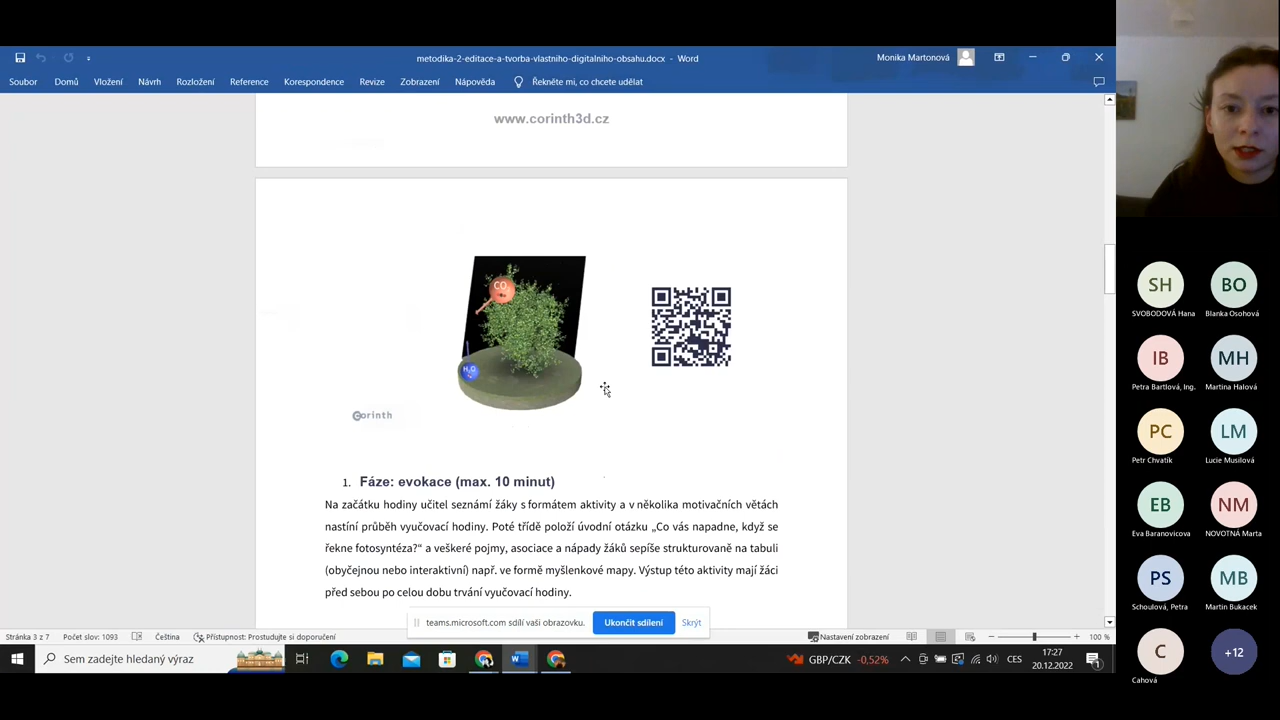 metodika-2-editace-a-tvorba-vlastniho-digitalniho-obsahu.docx - Word
Monika Martonová
Soubor Domů Vložení Návrh Rozložení Reference Korespondence Revize Zobrazení Vývojář Nápověda Řekněte mi, co chcete udělat
www.corinth3d.cz
CO
H₂O
corinth
1. Fáze: evokace (max. 10 minut)
Na začátku hodiny učitel seznámí žáky s formátem aktivity a v několika motivačních větách
nastíní průběh vyučovací hodiny. Poté třídě položí úvodní otázku „Co vás napadne, když se
řekne fotosyntéza?“ a veškeré pojmy, asociace a nápady žáků sepíše strukturovaně na tabuli
(obyčejnou nebo interaktivní) např. ve formě myšlenkové mapy. Výstup této aktivity mají žáci
před sebou po celou dobu trvání vyučovací hodiny.
teams.microsoft.com sdílí vaši obrazovku. Ukončit sdílení Skrýt
Stránka 3 z 7 Počet slov: 1093 Čeština Přístupnost: Prostudujte si doporučení Nastavení zobrazení 100 %
Sem zadejte hledaný výraz
GBP/CZK -0,52% CES 17:27
20.12.2022
1
SH BO
SVOBODOVÁ Hana Blanka Osohová
IB MH
Petra Bartlová, Ing. Martina Halová
PC LM
Petr Chvatík Lucie Musilová
EB NM
Eva Baranovicova NOVOTNÁ Marta
PS MB
Schoulová, Petra Martin Bukacek
C +12
Cahová